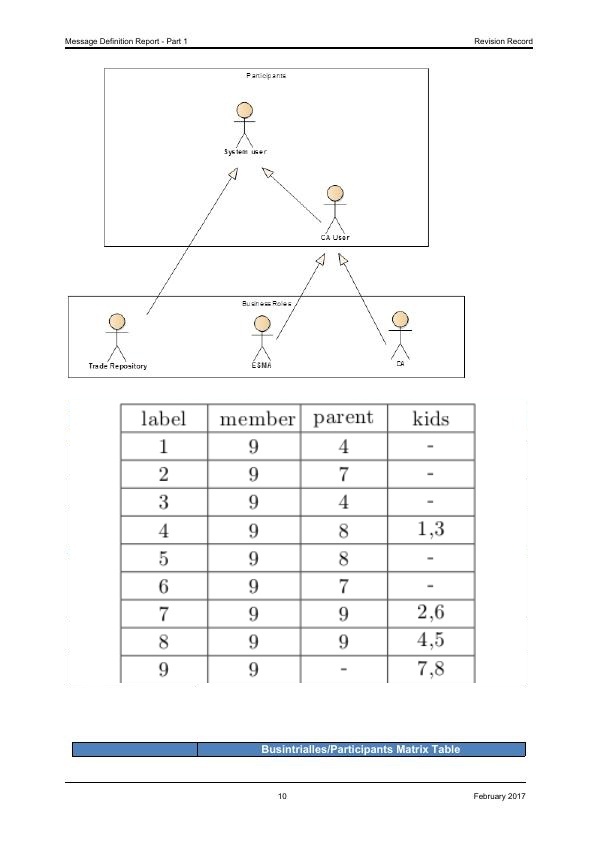 Message Definition Report - Part 1 Revision Record
Participants
System user
CA User
Business Roles
Trade Repository ESMA CA
label member parent kids
1 9 4 -
2 9 7 -
3 9 4 -
4 9 8 1,3
5 9 8 -
6 9 7 -
7 9 9 2,6
8 9 9 4,5
9 9 - 7,8
Busintrialles/Participants Matrix Table
10 February 2017